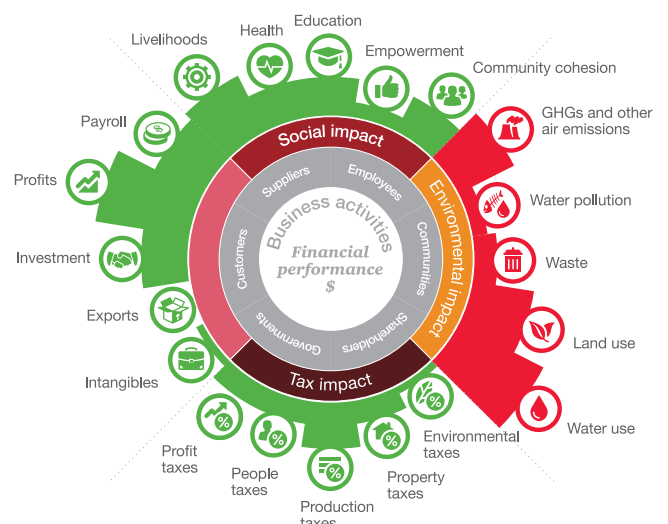 Education
Health
Livelihoods
Empowerment
Community cohesion
GHGs and other
air emissions
Payroll
Social impact
Profits
Suppliers
Employees
Water pollution
Business activities
Environmental impact
Investment
Customers
Financial
performance
$
Communities
Waste
Exports
Governments
Shareholders
Land use
Intangibles
Tax impact
Profit
taxes
%
People
taxes
%
Production
taxes
%
Property
taxes
%
Environmental
taxes
%
Water use